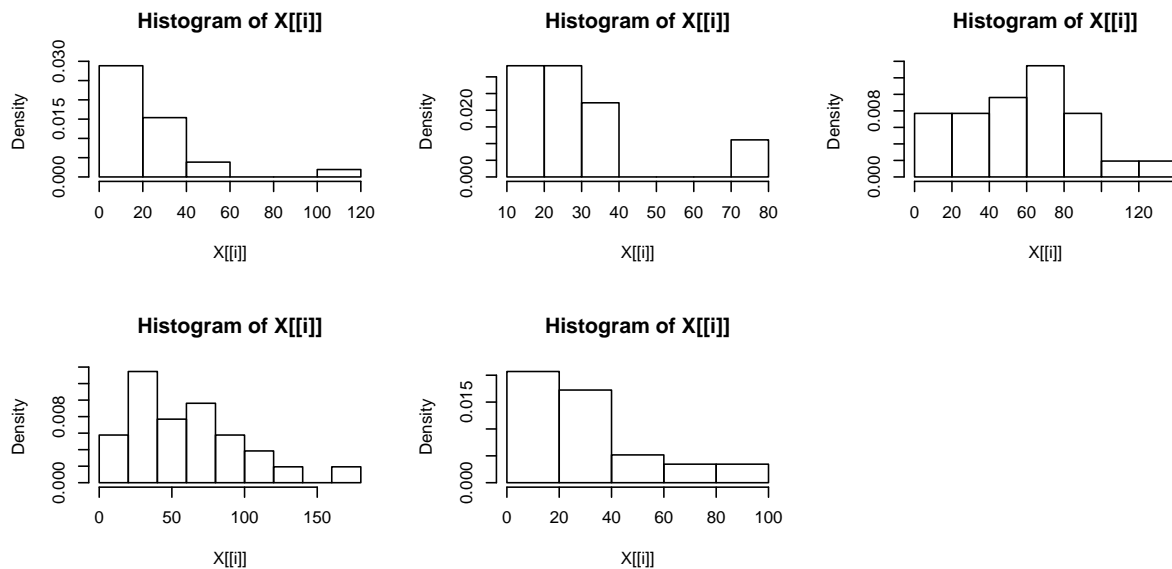 Histogram of X[[i]]
Density
0.000 0.015 0.030
0 20 40 60 80 100 120
X[[i]]
Histogram of X[[i]]
Density
0.000 0.020
10 20 30 40 50 60 70 80
X[[i]]
Histogram of X[[i]]
Density
0.000 0.008
0 20 40 60 80 120
X[[i]]
Histogram of X[[i]]
Density
0.000 0.008
0 50 100 150
X[[i]]
Histogram of X[[i]]
Density
0.000 0.015
0 20 40 60 80 100
X[[i]]